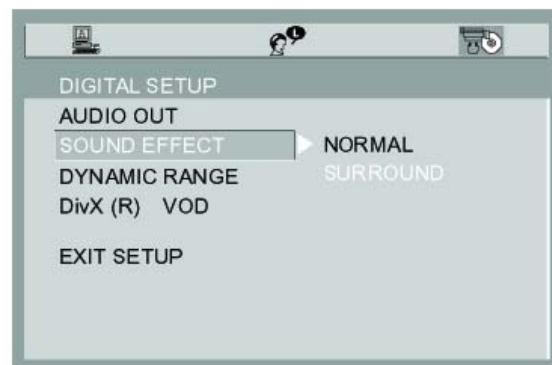 A
L
DIGITAL SETUP
AUDIO OUT
SOUND EFFECT
NORMAL
DYNAMIC RANGE
SURROUND
DivX (R) VOD
EXIT SETUP